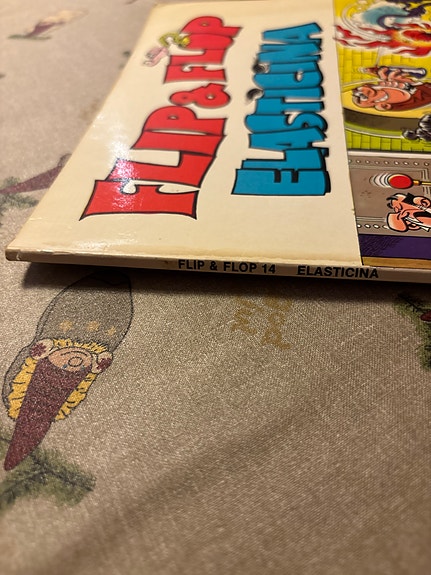 FLIP & FLOP
ELASTICINA
FLIP & FLOP 14 ELASTICINA